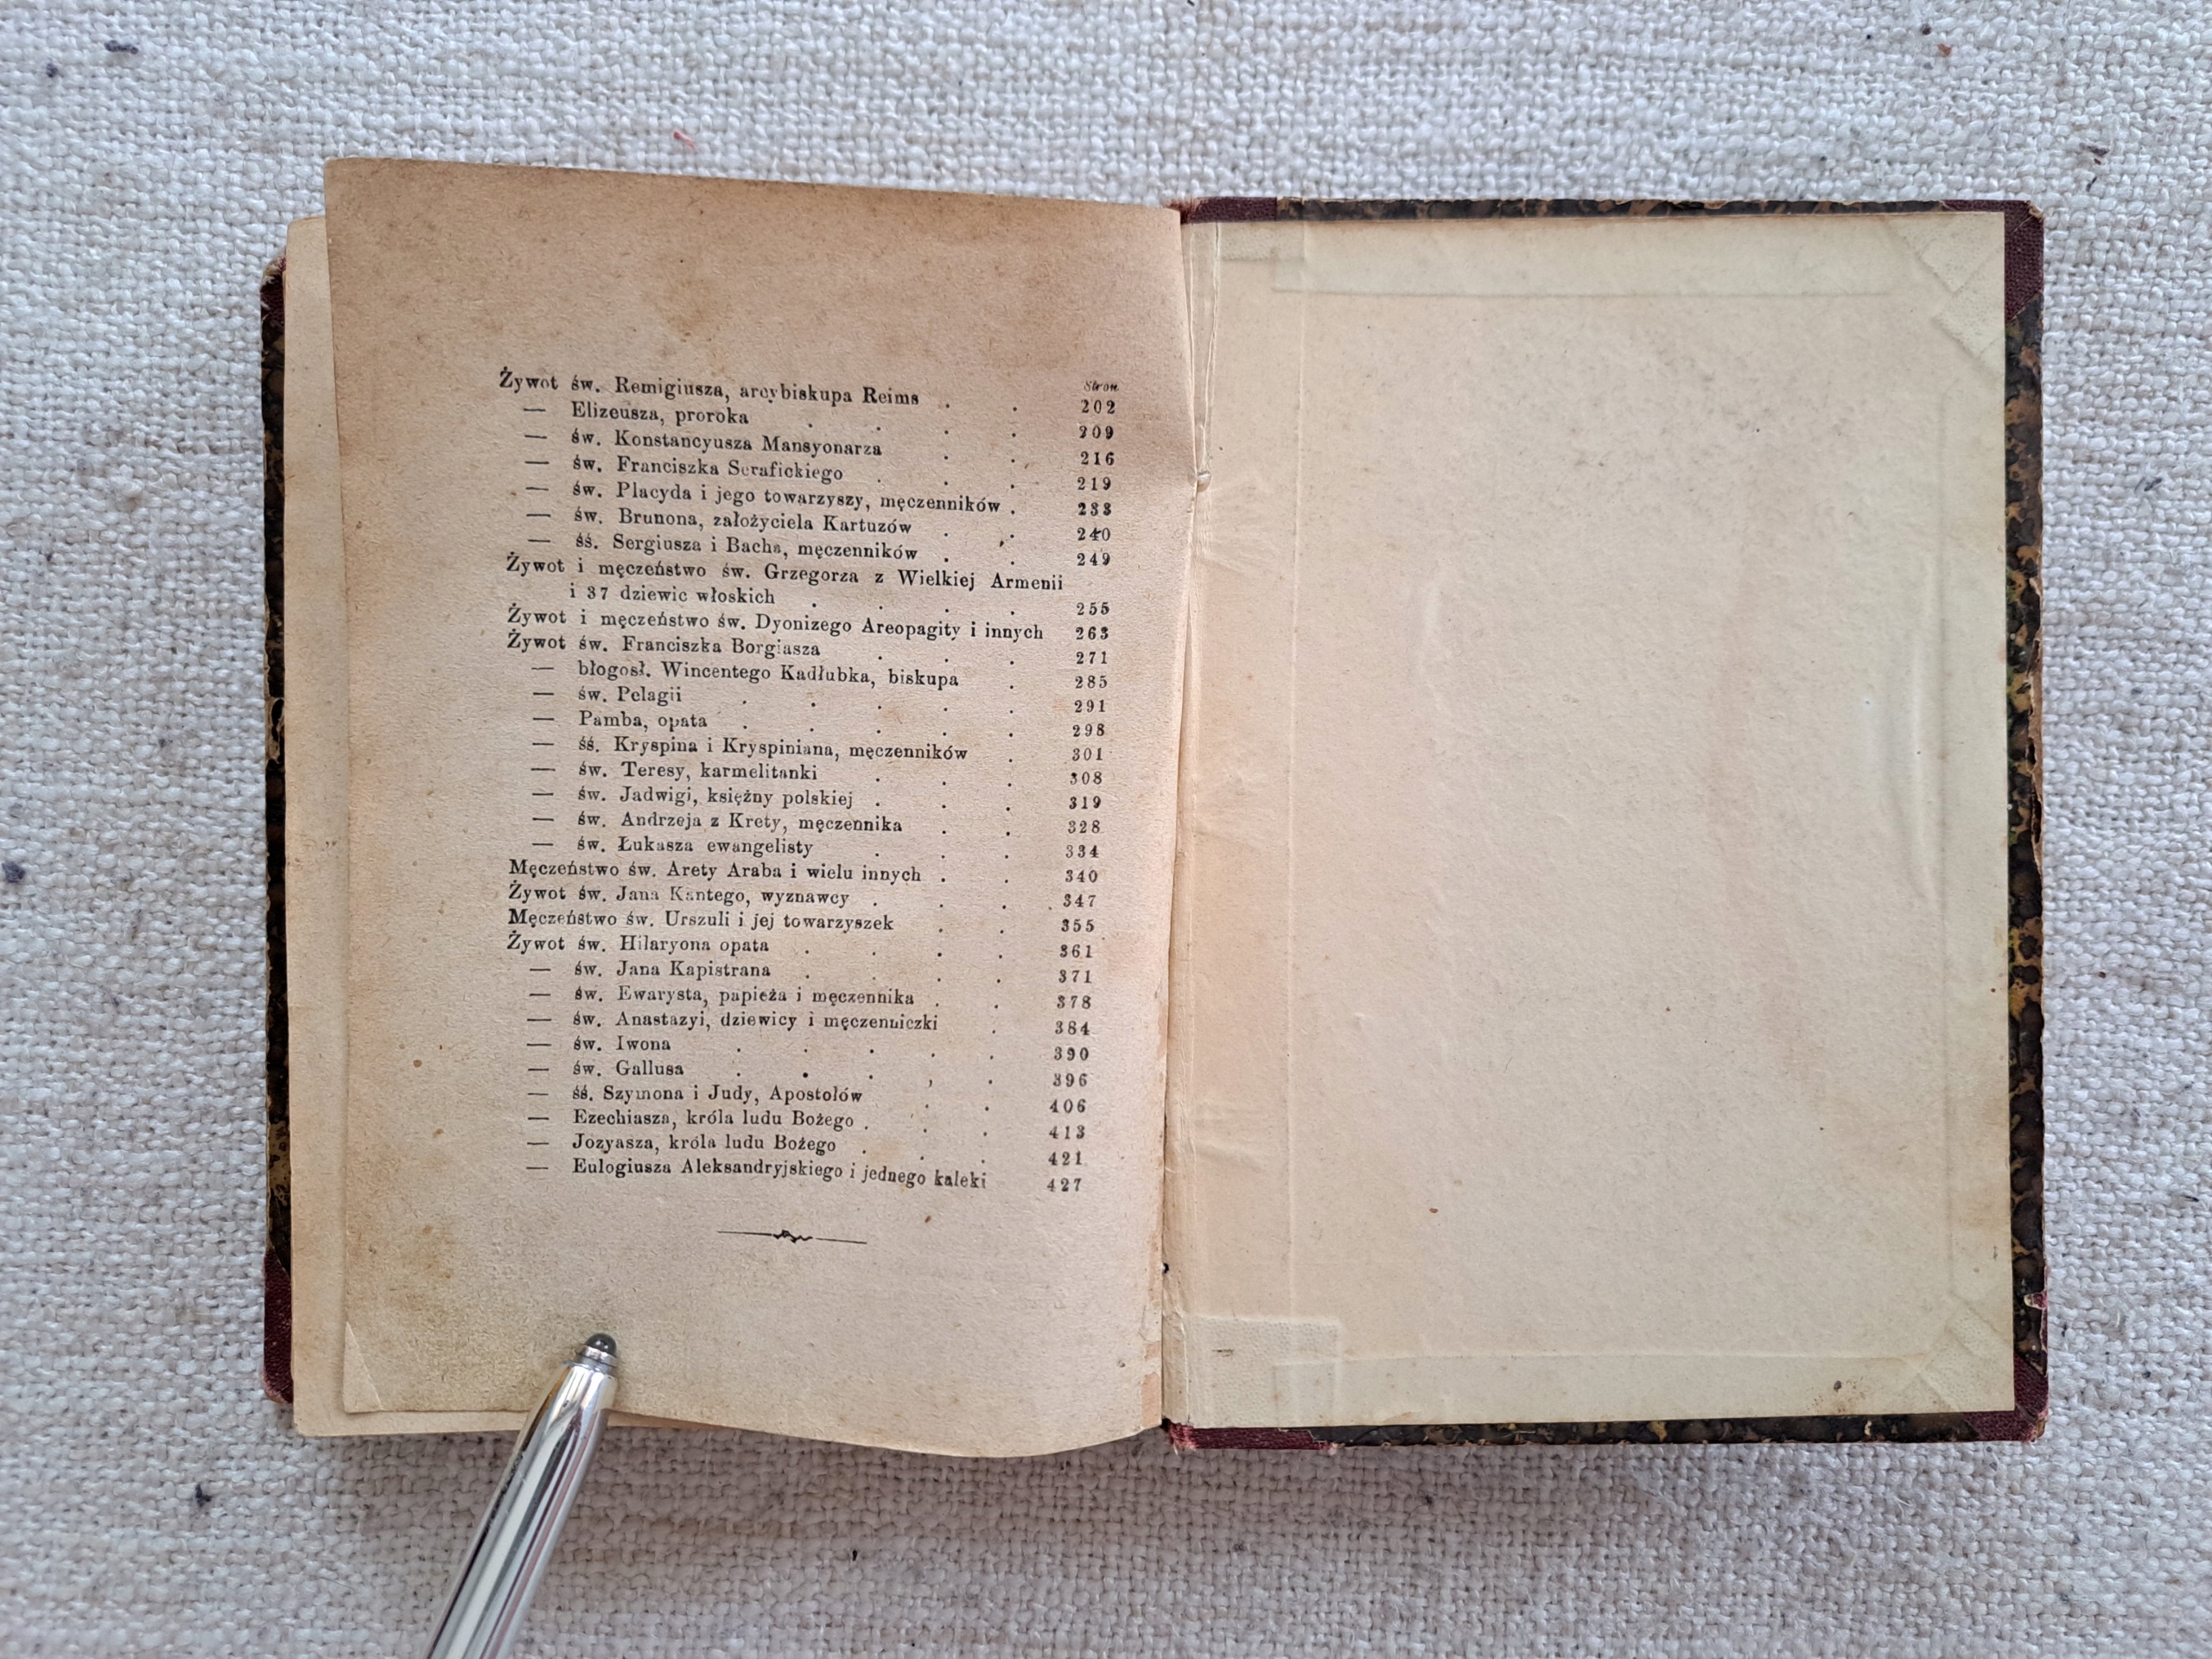 Stron
Żywot św. Remigiusza, arcybiskupa Reims . . 202
— Elizeusza, proroka . . . . 209
— św. Konstancyusza Mansyonarza . . 216
— św. Franciszka Serafickiego . . . 219
— św. Placyda i jego towarzyszy, męczenników . 233
— św. Brunona, założyciela Kartuzów . . 240
— śś. Sergiusza i Bacha, męczenników . . 249
Żywot i męczeństwo św. Grzegorza z Wielkiej Armenii
i 37 dziewic włoskich . . . . 255
Żywot i męczeństwo św. Dyonizego Areopagity i innych 263
Żywot św. Franciszka Borgiasza . . . 271
— błogosł. Wincentego Kadłubka, biskupa . 285
— św. Pelagii . . . . . 291
— Pamba, opata . . . . . 298
— śś. Kryspina i Kryspiniana, męczenników . 301
— św. Teresy, karmelitanki . . . 308
— św. Jadwigi, księżny polskiej . . . 319
— św. Andrzeja z Krety, męczennika . . 328
— św. Łukasza ewangelisty . . . 334
Męczeństwo św. Arety Araba i wielu innych . . 340
Żywot św. Jana Kantego, wyznawcy . . . 347
Męczeństwo św. Urszuli i jej towarzyszek . . 355
Żywot św. Hilaryona opata . . . . 361
— św. Jana Kapistrana . . . . 371
— św. Ewarysta, papieża i męczennika . . 378
— św. Anastazyi, dziewicy i męczenniczki . 384
— św. Iwona . . . . . 390
— św. Gallusa . . . , . 396
— śś. Szymona i Judy, Apostołów . . 406
— Ezechiasza, króla ludu Bożego . . . 413
— Jozyasza, króla ludu Bożego . . . 421
— Eulogiusza Aleksandryjskiego i jednego kaleki 427